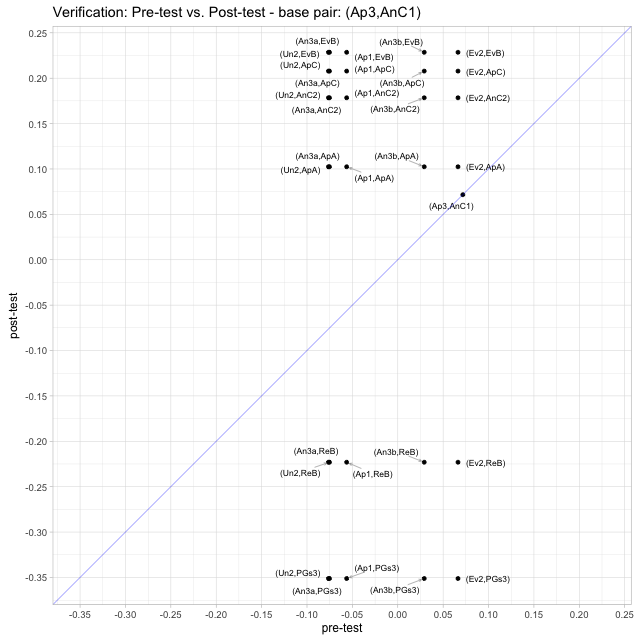 Verification: Pre-test vs. Post-test - base pair: (Ap3,AnC1)
0.25
(An3a,EvB)
(An3b,EvB)
(Un2,EvB)
(Ap1,EvB)
(Ev2,EvB)
(Un2,ApC)
(Ap1,ApC)
(Ev2,ApC)
0.20
(An3a,ApC)
(An3b,ApC)
(Un2,AnC2)
(Ap1,AnC2)
(Ev2,AnC2)
(An3a,AnC2)
(An3b,AnC2)
0.15
(An3a,ApA)
(An3b,ApA)
0.10
(Un2,ApA)
(Ap1,ApA)
(Ev2,ApA)
(Ap3,AnC1)
0.05
0.00
-0.05
post-test
-0.10
-0.15
-0.20
(An3a,ReB)
(An3b,ReB)
(Un2,ReB)
(Ap1,ReB)
(Ev2,ReB)
-0.25
-0.30
(Un2,PGs3)
(Ap1,PGs3)
(Ev2,PGs3)
-0.35
(An3a,PGs3)
(An3b,PGs3)
-0.35 -0.30 -0.25 -0.20 -0.15 -0.10 -0.05 0.00 0.05 0.10 0.15 0.20 0.25
pre-test